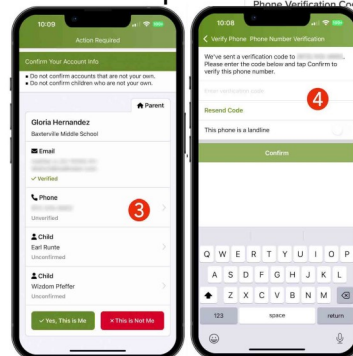 Phone Verification Co
10:09
Action Required
Confirm Your Account Info
• Do not confirm accounts that are not your own.
• Do not confirm children who are not your own.
Parent
Gloria Hernandez
Baxterville Middle School
Email
✓ Verified
Phone
Unverified
3
Child
Earl Runte
Unconfirmed
Child
Wizdom Pfeffer
Unconfirmed
✓ Yes, This is Me
× This is Not Me
10:08
Verify Phone Phone Number Verification
We've sent a verification code to
Please enter the code below and tap Confirm to
verify this phone number.
Enter verification code
4
Resend Code
This phone is a landline
Confirm
Q W E R T Y U I O P
A S D F G H J K L
Z X C V B N M
123 space return